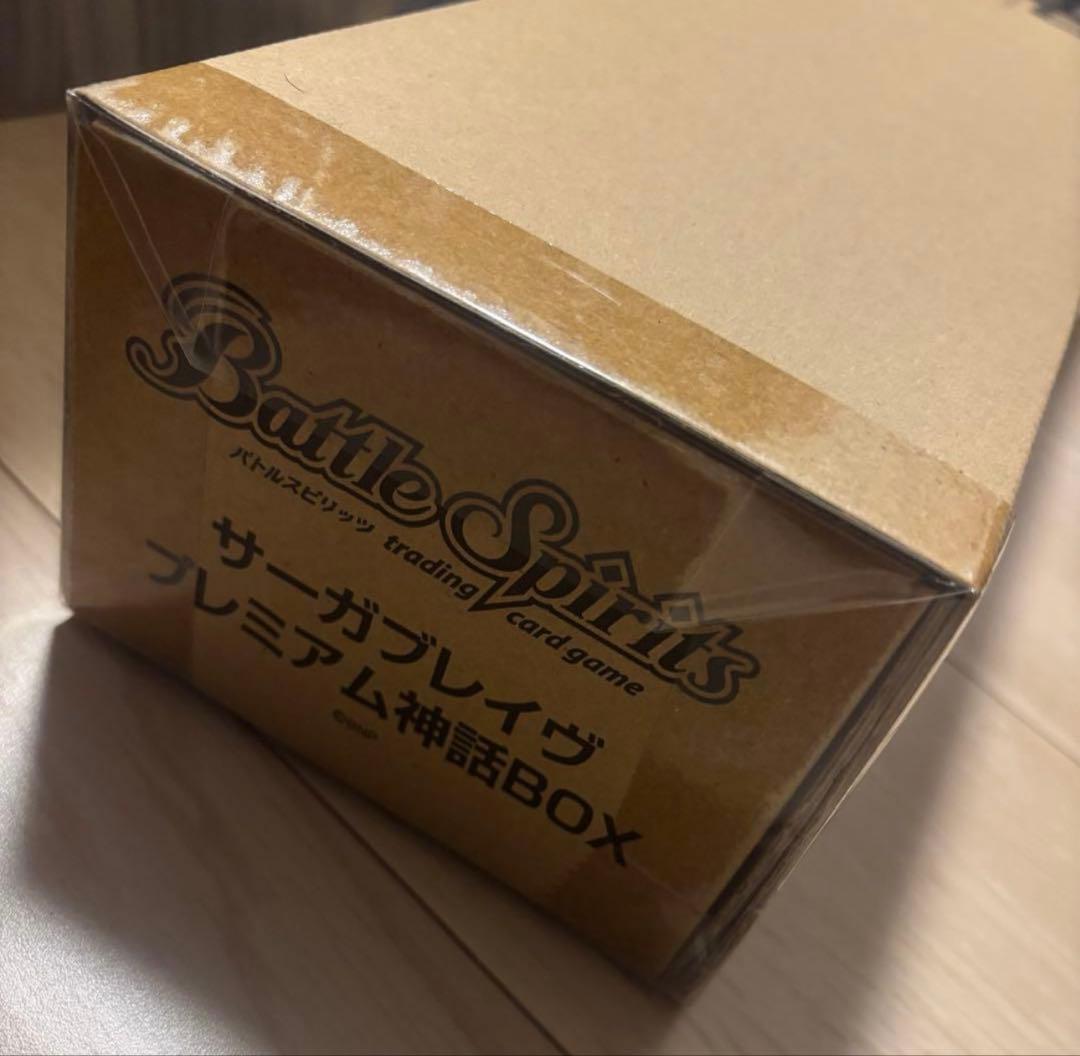 Battle Spirits
バトルスピリッツ trading card game
サーガブレイヴ
プレミアム神話BOX
©BNP